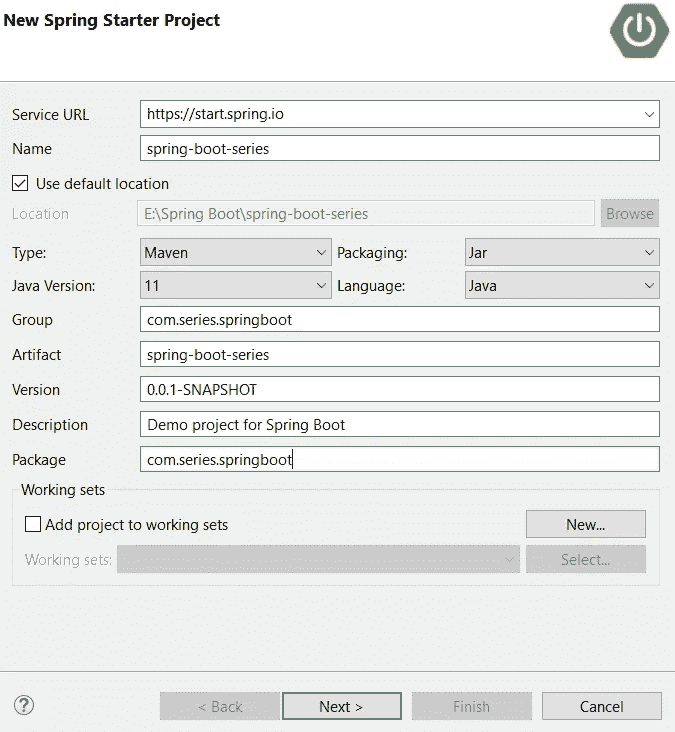 New Spring Starter Project
Service URL https://start.spring.io
Name spring-boot-series
Use default location
Location E:\Spring Boot\spring-boot-series Browse
Type: Maven Packaging: Jar
Java Version: 11 Language: Java
Group com.series.springboot
Artifact spring-boot-series
Version 0.0.1-SNAPSHOT
Description Demo project for Spring Boot
Package com.series.springboot
Working sets
Add project to working sets New...
Working sets: Select...
? < Back Next > Finish Cancel